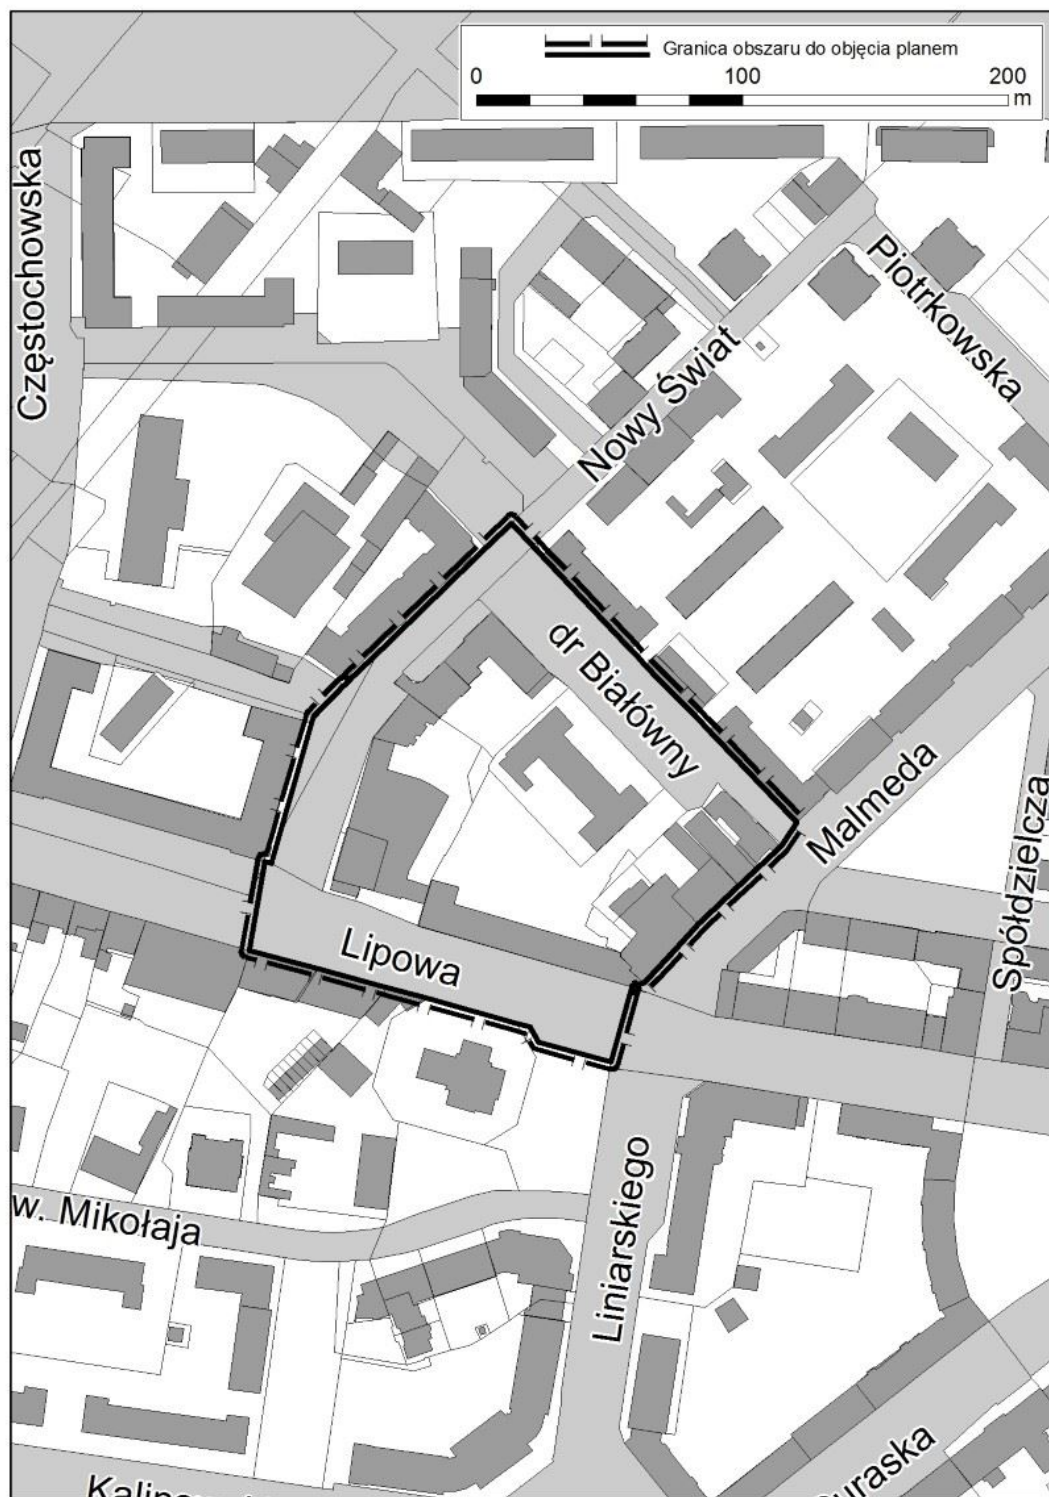 Granica obszaru do objęcia planem
0 100 200
m
Częstochowska
Piotrkowska
Nowy Świat
dr Białówny
Malmeda
Spółdzielcza
Lipowa
w. Mikołaja
Liniarskiego